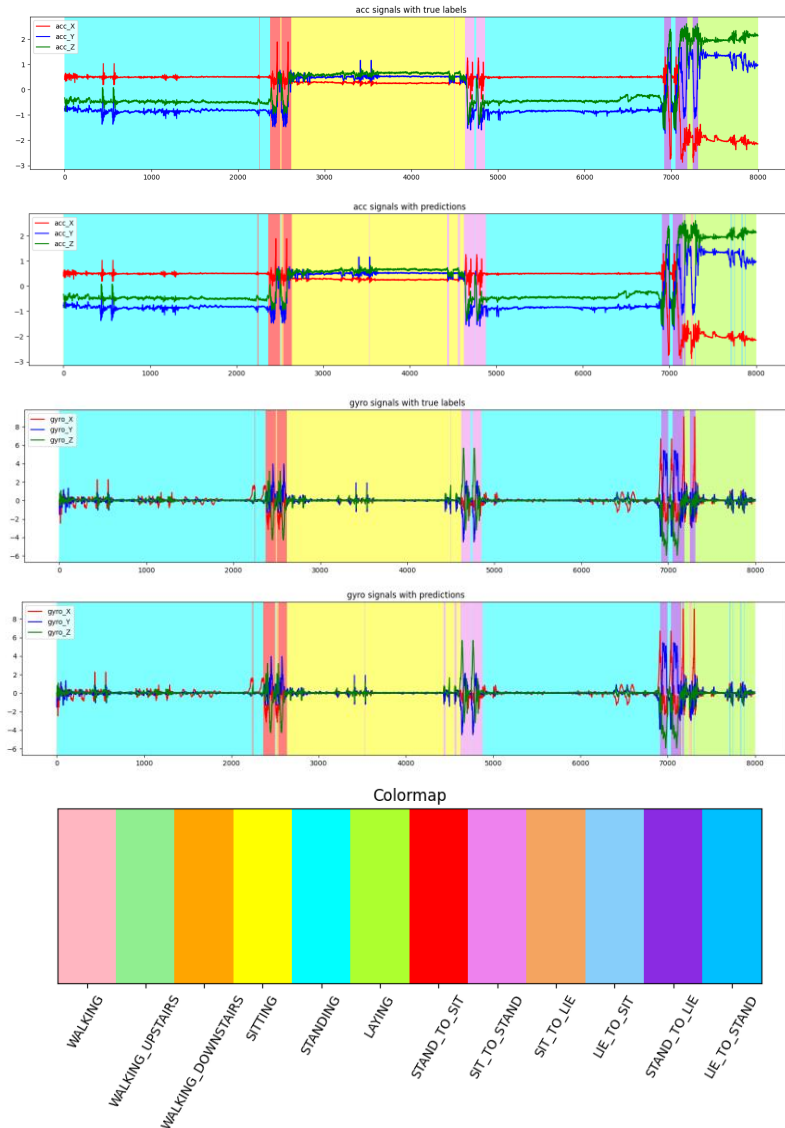 acc signals with true labels
acc_X
acc_Y
acc_Z
2
1
0
−1
−2
−3
0 1000 2000 3000 4000 5000 6000 7000 8000
acc signals with predictions
acc_X
acc_Y
acc_Z
2
1
0
−1
−2
−3
0 1000 2000 3000 4000 5000 6000 7000 8000
gyro signals with true labels
gyro_X
gyro_Y
gyro_Z
8
6
4
2
0
−2
−4
−6
0 1000 2000 3000 4000 5000 6000 7000 8000
gyro signals with predictions
gyro_X
gyro_Y
gyro_Z
8
6
4
2
0
−2
−4
−6
0 1000 2000 3000 4000 5000 6000 7000 8000
Colormap
WALKING
WALKING_UPSTAIRS
WALKING_DOWNSTAIRS
SITTING
STANDING
LAYING
STAND_TO_SIT
SIT_TO_STAND
SIT_TO_LIE
LIE_TO_SIT
STAND_TO_LIE
LIE_TO_STAND